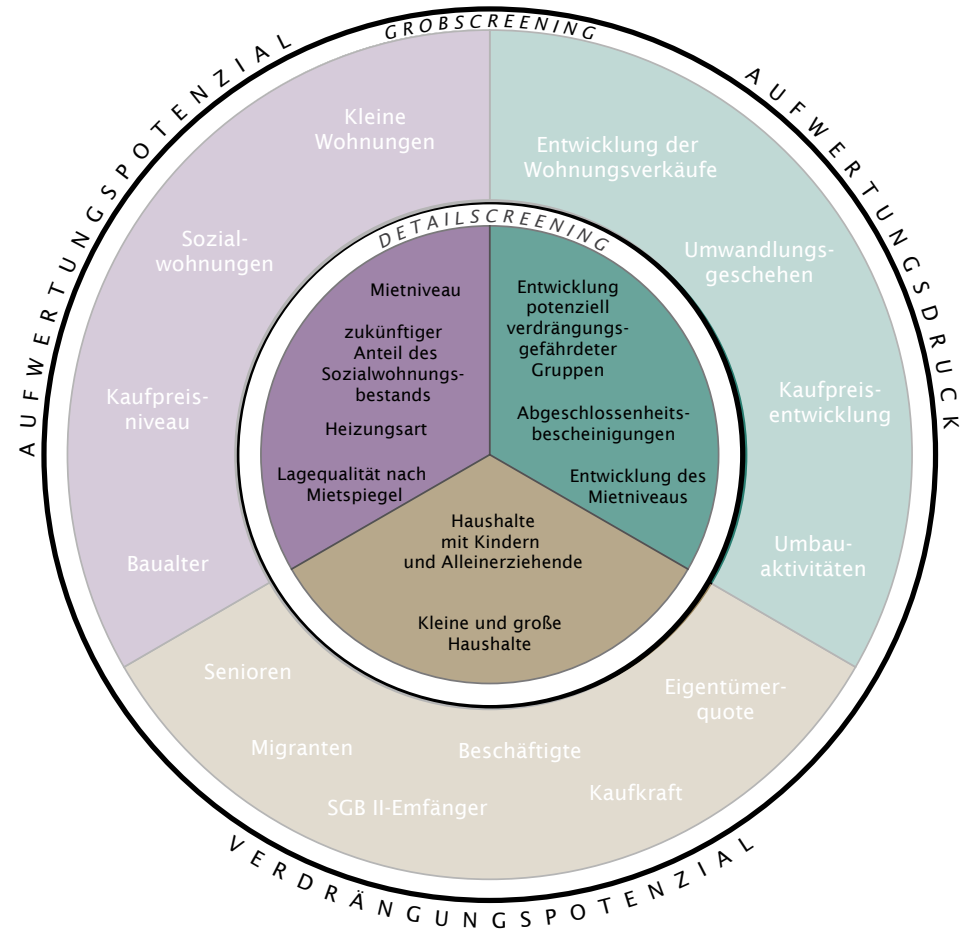 GROBSCREENING
AUFWERTUNGSPOTENZIAL
AUFWERTUNGSDRUCK
Kleine
Wohnungen
Sozial-
wohnungen
Kaufpreis-
niveau
Baualter
Entwicklung der
Wohnungsverkäufe
Umwandlungs-
geschehen
Kaufpreis-
entwicklung
Umbau-
aktivitäten
DETAILSCREENING
Mietniveau
zukünftiger
Anteil des
Sozialwohnungs-
bestands
Heizungsart
Lagequalität nach
Mietspiegel
Entwicklung
potenziell
verdrängungs-
gefährdeter
Gruppen
Abgeschlossenheits-
bescheinigungen
Entwicklung des
Mietniveaus
Haushalte
mit Kindern
und Alleinerziehende
Kleine und große
Haushalte
Senioren
Migranten
SGB II-Emfänger
Beschäftigte
Kaufkraft
Eigentümer-
quote
VERDRÄNGUNGSPOTENZIAL